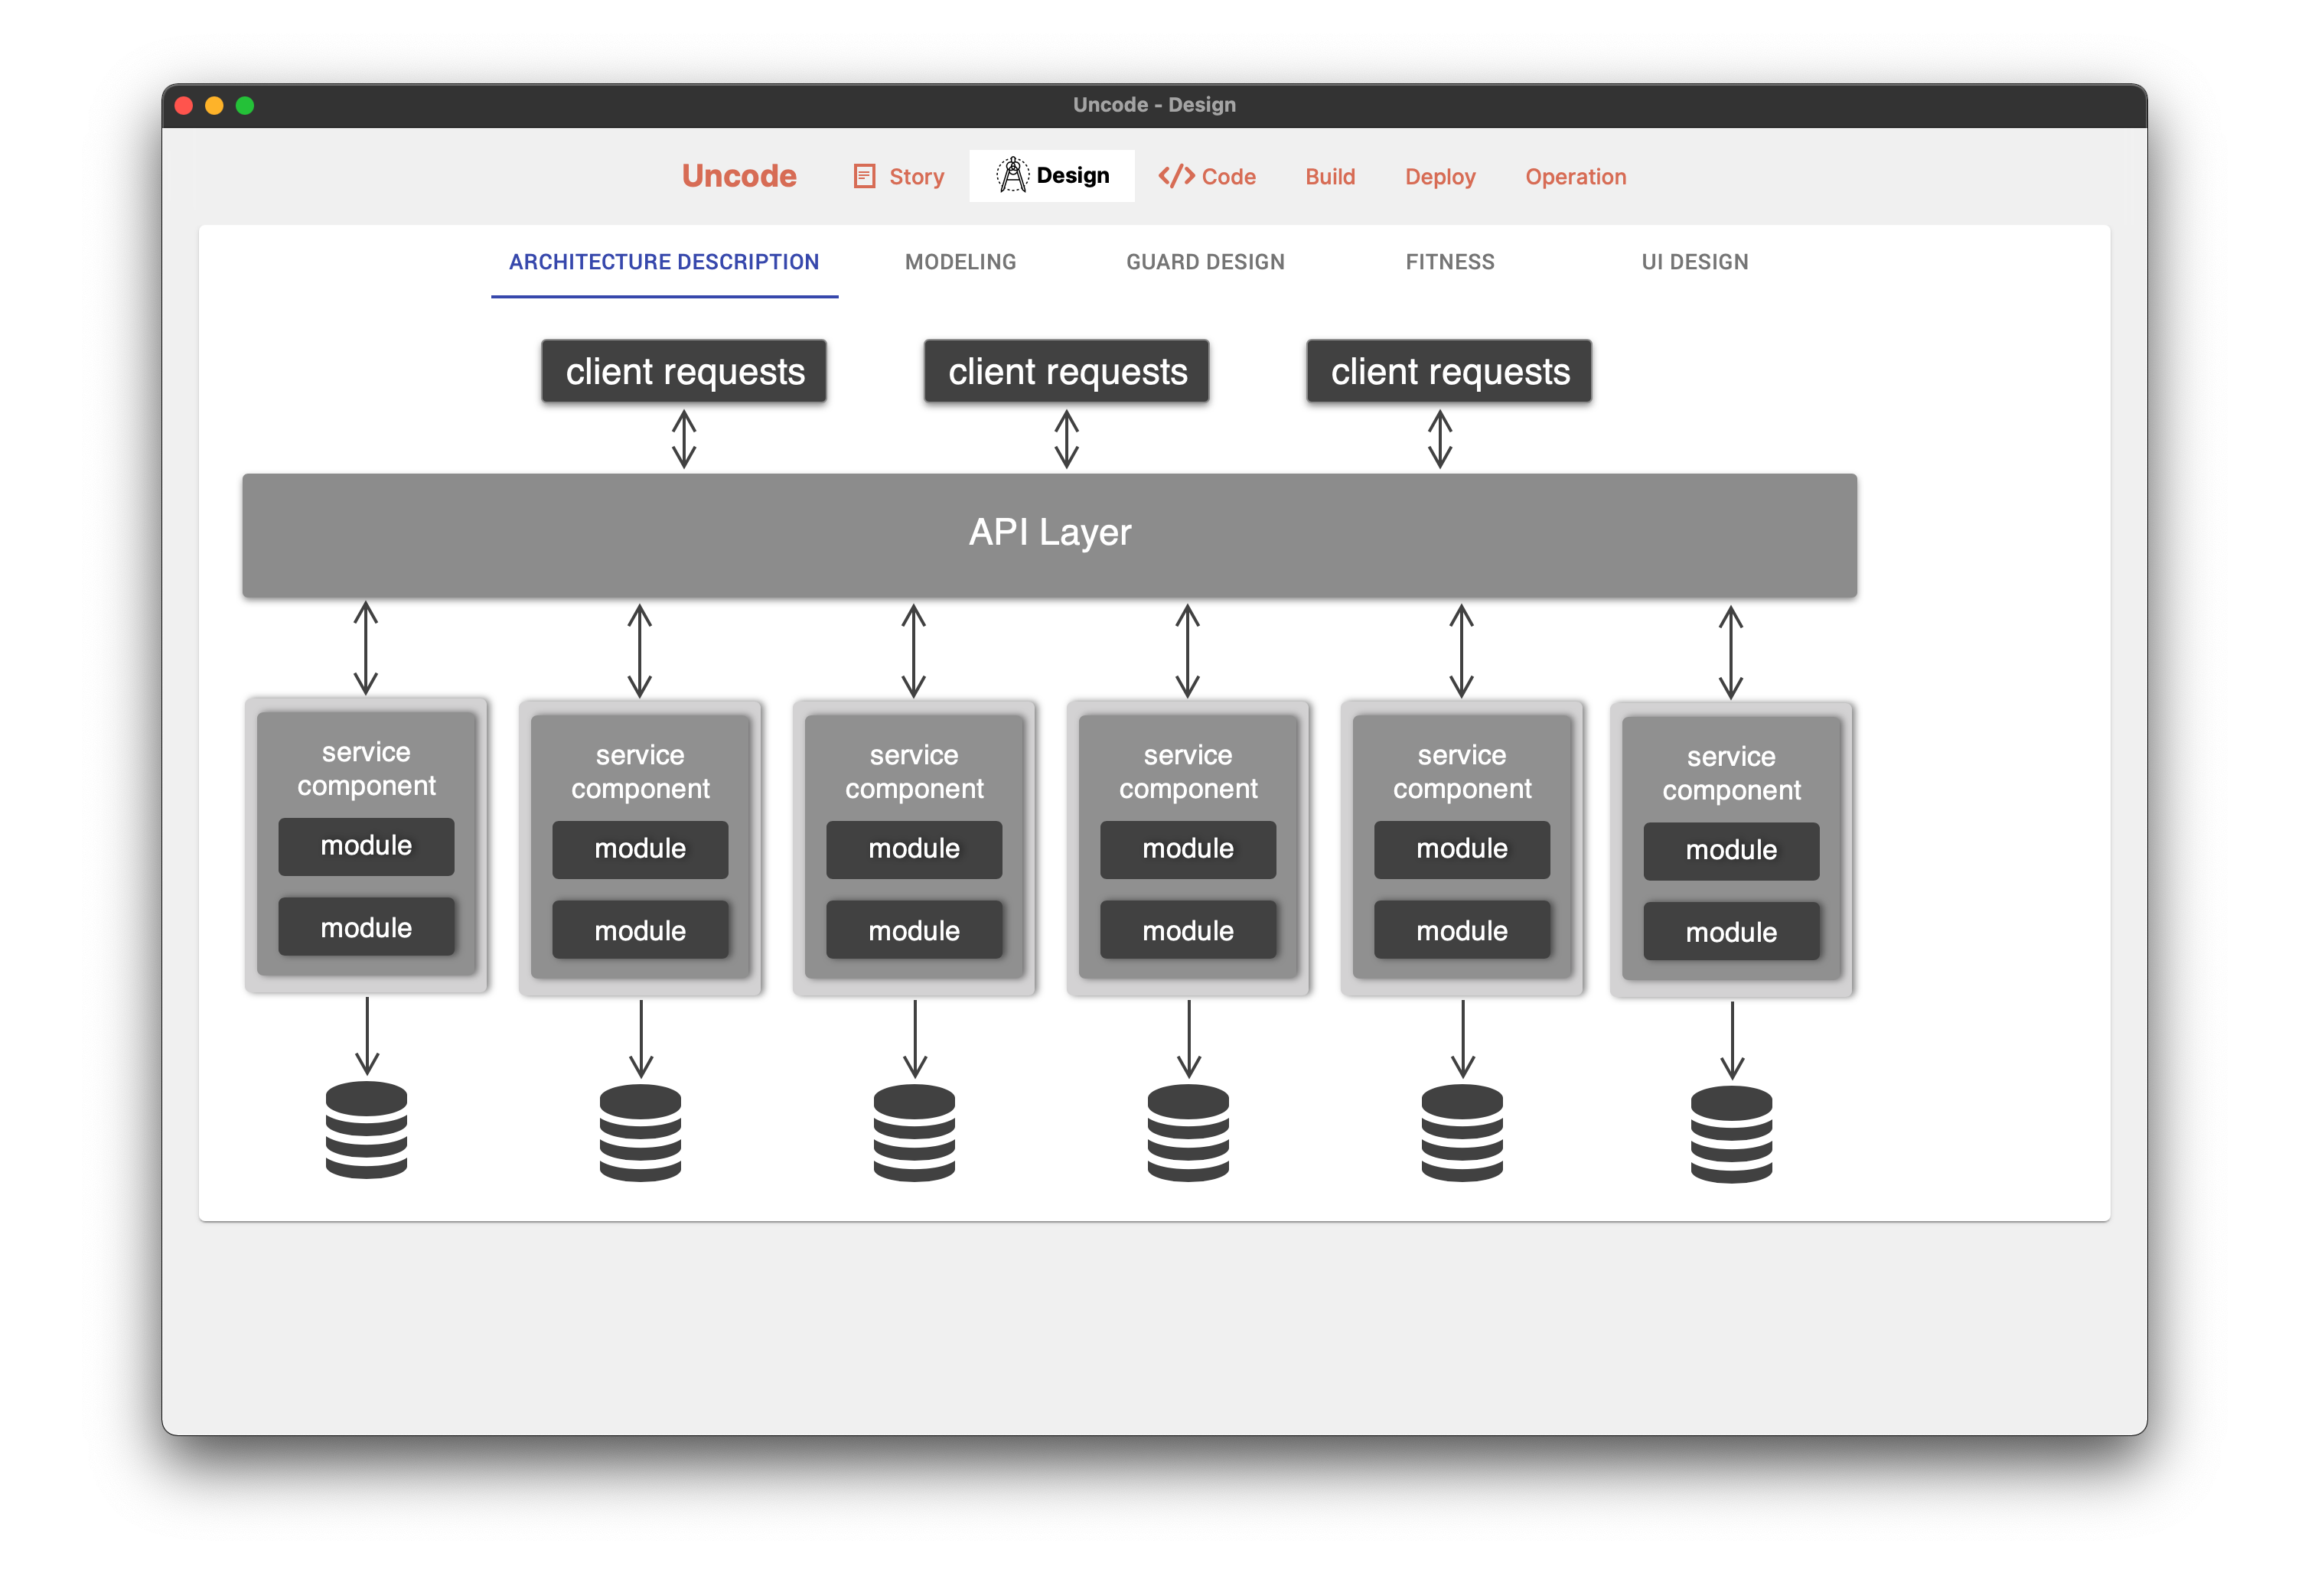 Uncode - Design
Uncode Story Design Code Build Deploy Operation
ARCHITECTURE DESCRIPTION MODELING GUARD DESIGN FITNESS UI DESIGN
client requests client requests client requests
API Layer
service component
module
module
service component
module
module
service component
module
module
service component
module
module
service component
module
module
service component
module
module